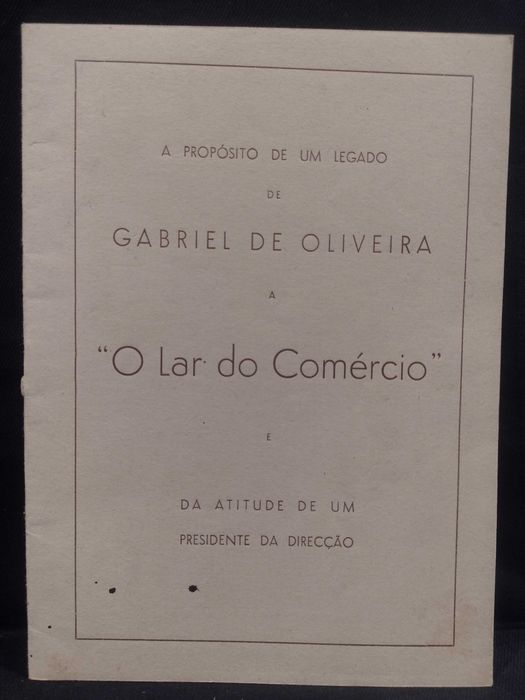 A PROPÓSITO DE UM LEGADO
DE
GABRIEL DE OLIVEIRA
A
“O Lar do Comércio”
E
DA ATITUDE DE UM
PRESIDENTE DA DIRECÇÃO